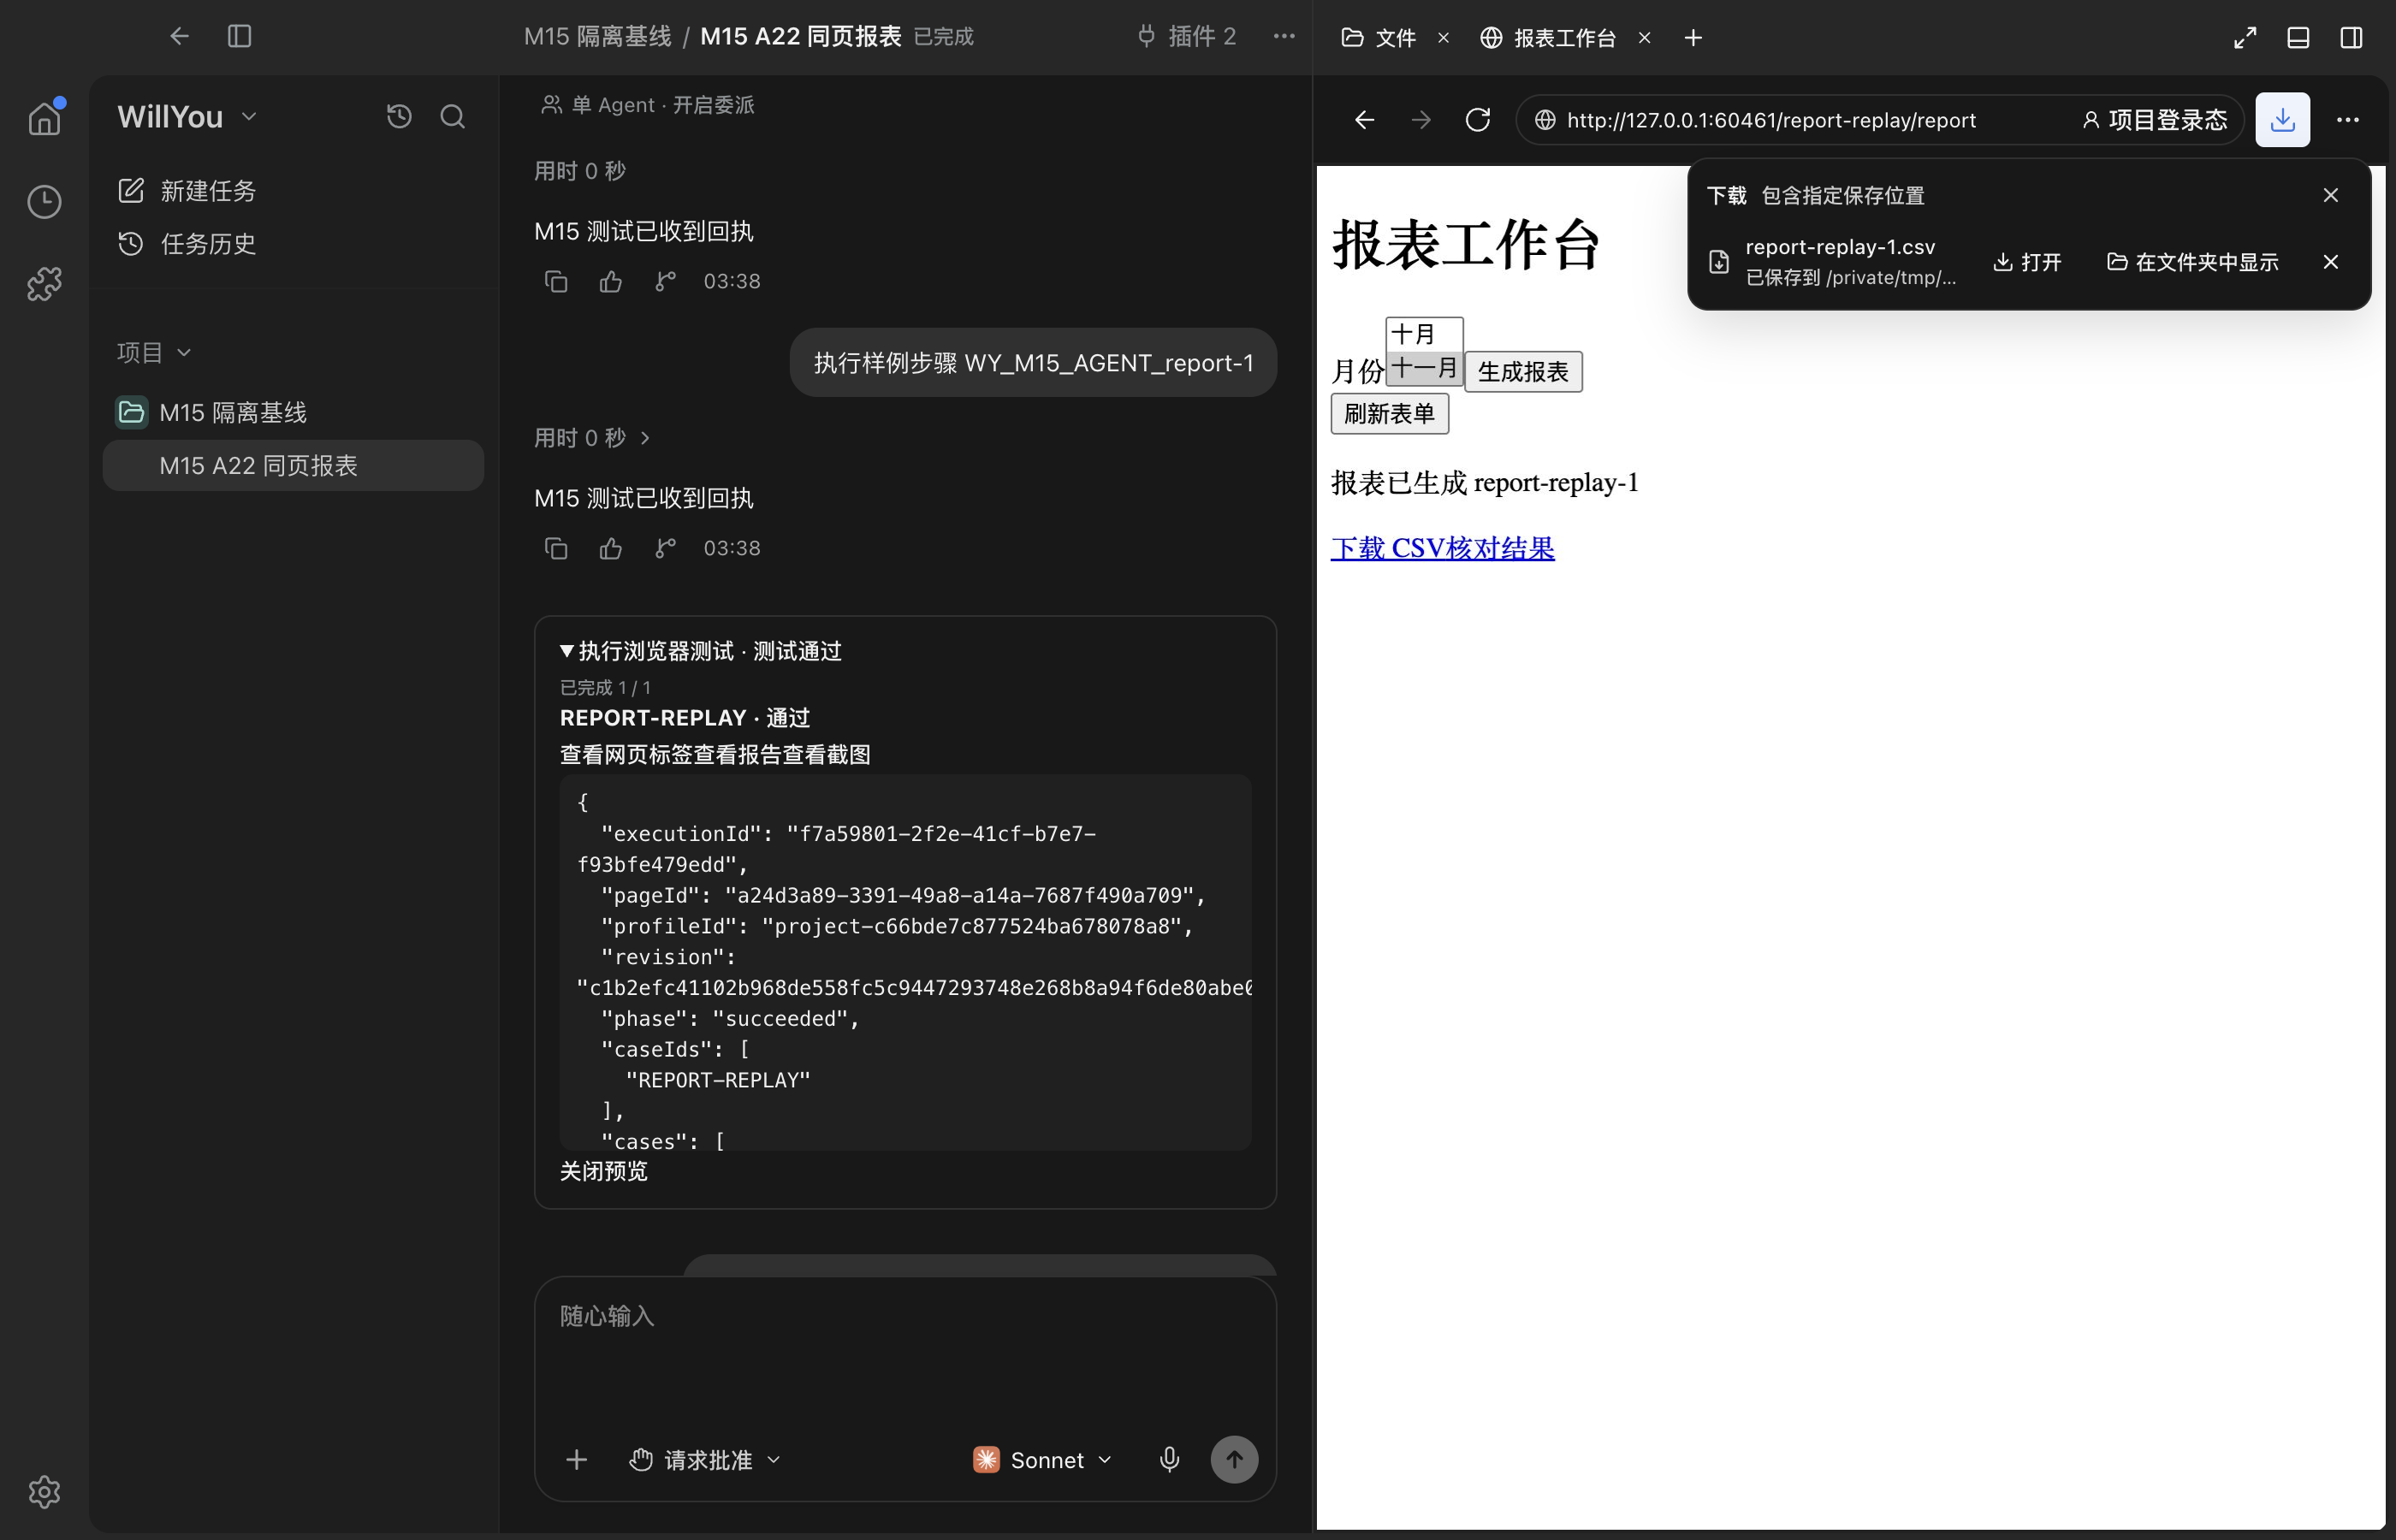 M15 隔离基线 / M15 A22 同页报表 已完成
插件 2
文件
报表工作台
WillYou
新建任务
任务历史
项目
M15 隔离基线
M15 A22 同页报表
单 Agent · 开启委派
用时 0 秒
M15 测试已收到回执
03:38
执行样例步骤 WY_M15_AGENT_report-1
用时 0 秒
M15 测试已收到回执
03:38
执行浏览器测试 · 测试通过
已完成 1 / 1
REPORT-REPLAY · 通过
查看网页标签查看报告查看截图
{
"executionId": "f7a59801-2f2e-41cf-b7e7-
f93bfe479edd",
"pageId": "a24d3a89-3391-49a8-a14a-7687f490a709",
"profileId": "project-c66bde7c877524ba678078a8",
"revision":
"c1b2efc41102b968de558fc5c9447293748e268b8a94f6de80abe0
"phase": "succeeded",
"caseIds": [
"REPORT-REPLAY"
],
"cases": [
关闭预览
随心输入
请求批准
Sonnet
http://127.0.0.1:60461/report-replay/report
项目登录态
下载 包含指定保存位置
report-replay-1.csv
已保存到 /private/tmp/...
打开
在文件夹中显示
报表工作台
月份
十月
十一月
生成报表
刷新表单
报表已生成 report-replay-1
下载 CSV核对结果